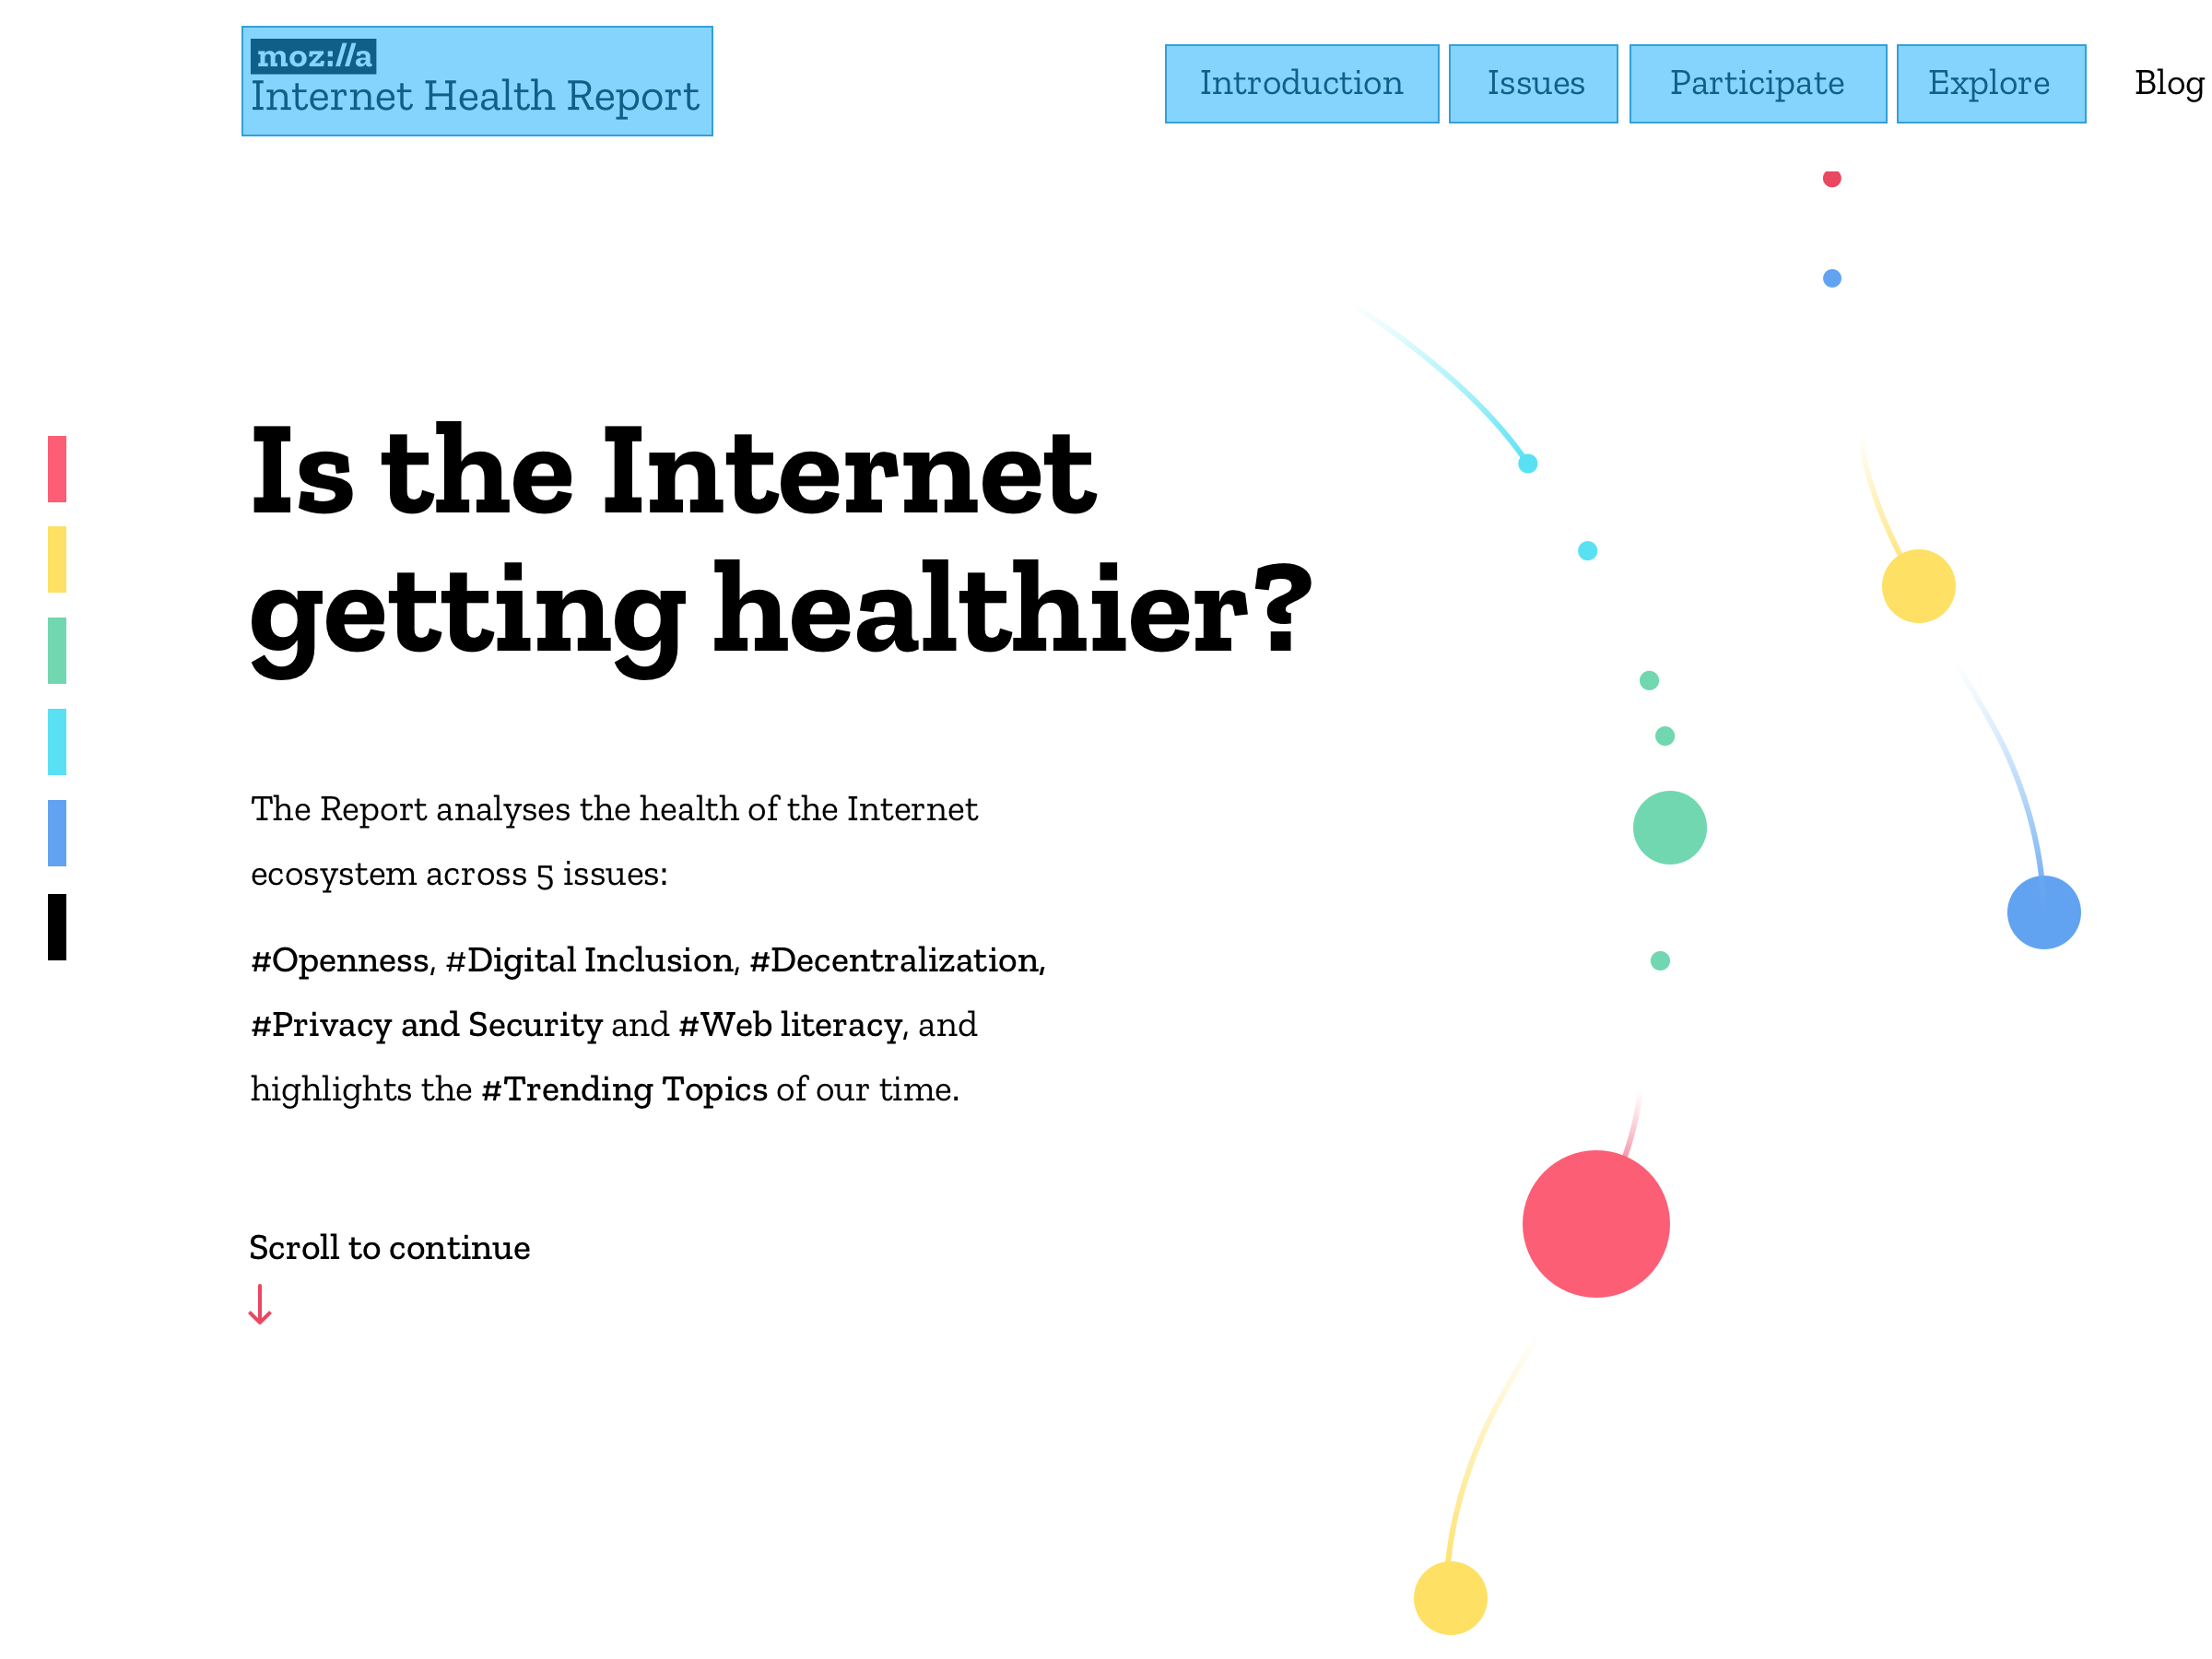 moz://a
Internet Health Report
Introduction Issues Participate Explore Blog
Is the Internet
getting healthier?
The Report analyses the health of the Internet
ecosystem across 5 issues:
#Openness, #Digital Inclusion, #Decentralization,
#Privacy and Security and #Web literacy, and
highlights the #Trending Topics of our time.
Scroll to continue